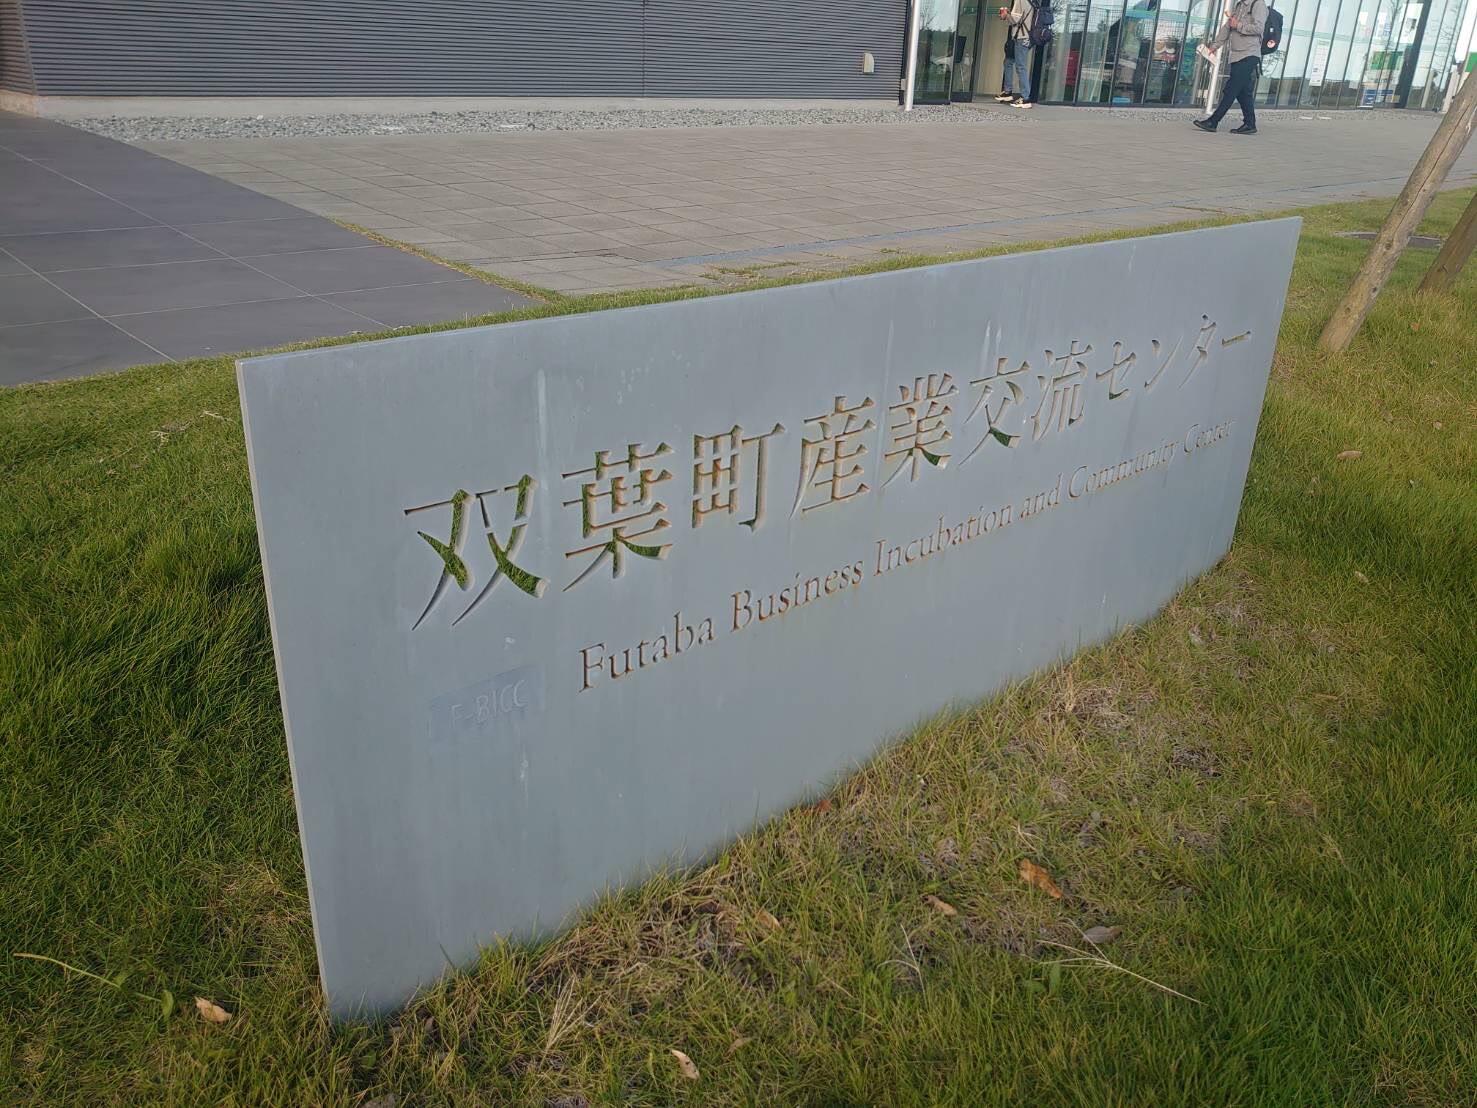 双葉町産業交流センター
Futaba Business Incubation and Community Center
F-BICC